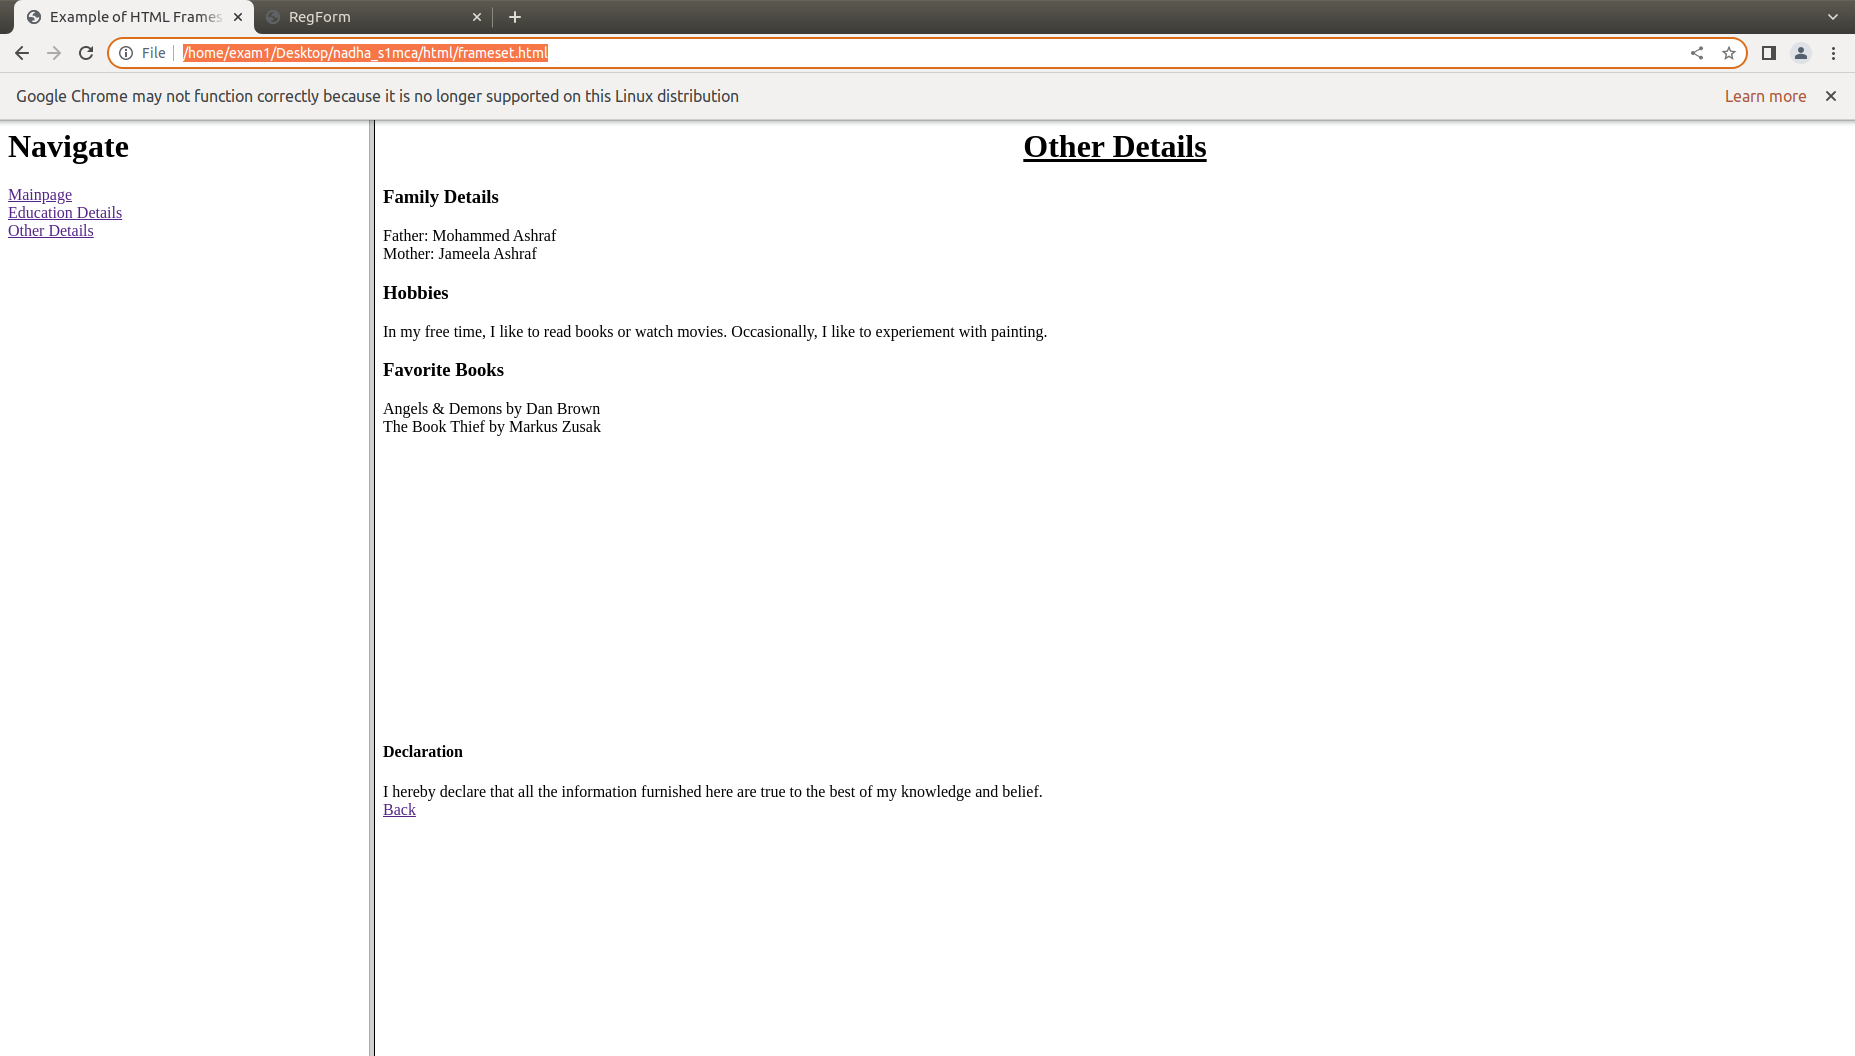 Example of HTML Frames
RegForm
File
/home/exam1/Desktop/nadha_s1mca/html/frameset.html
Google Chrome may not function correctly because it is no longer supported on this Linux distribution
Learn more
Navigate
Mainpage
Education Details
Other Details
Other Details
Family Details
Father: Mohammed Ashraf
Mother: Jameela Ashraf
Hobbies
In my free time, I like to read books or watch movies. Occasionally, I like to experiement with painting.
Favorite Books
Angels & Demons by Dan Brown
The Book Thief by Markus Zusak
Declaration
I hereby declare that all the information furnished here are true to the best of my knowledge and belief.
Back